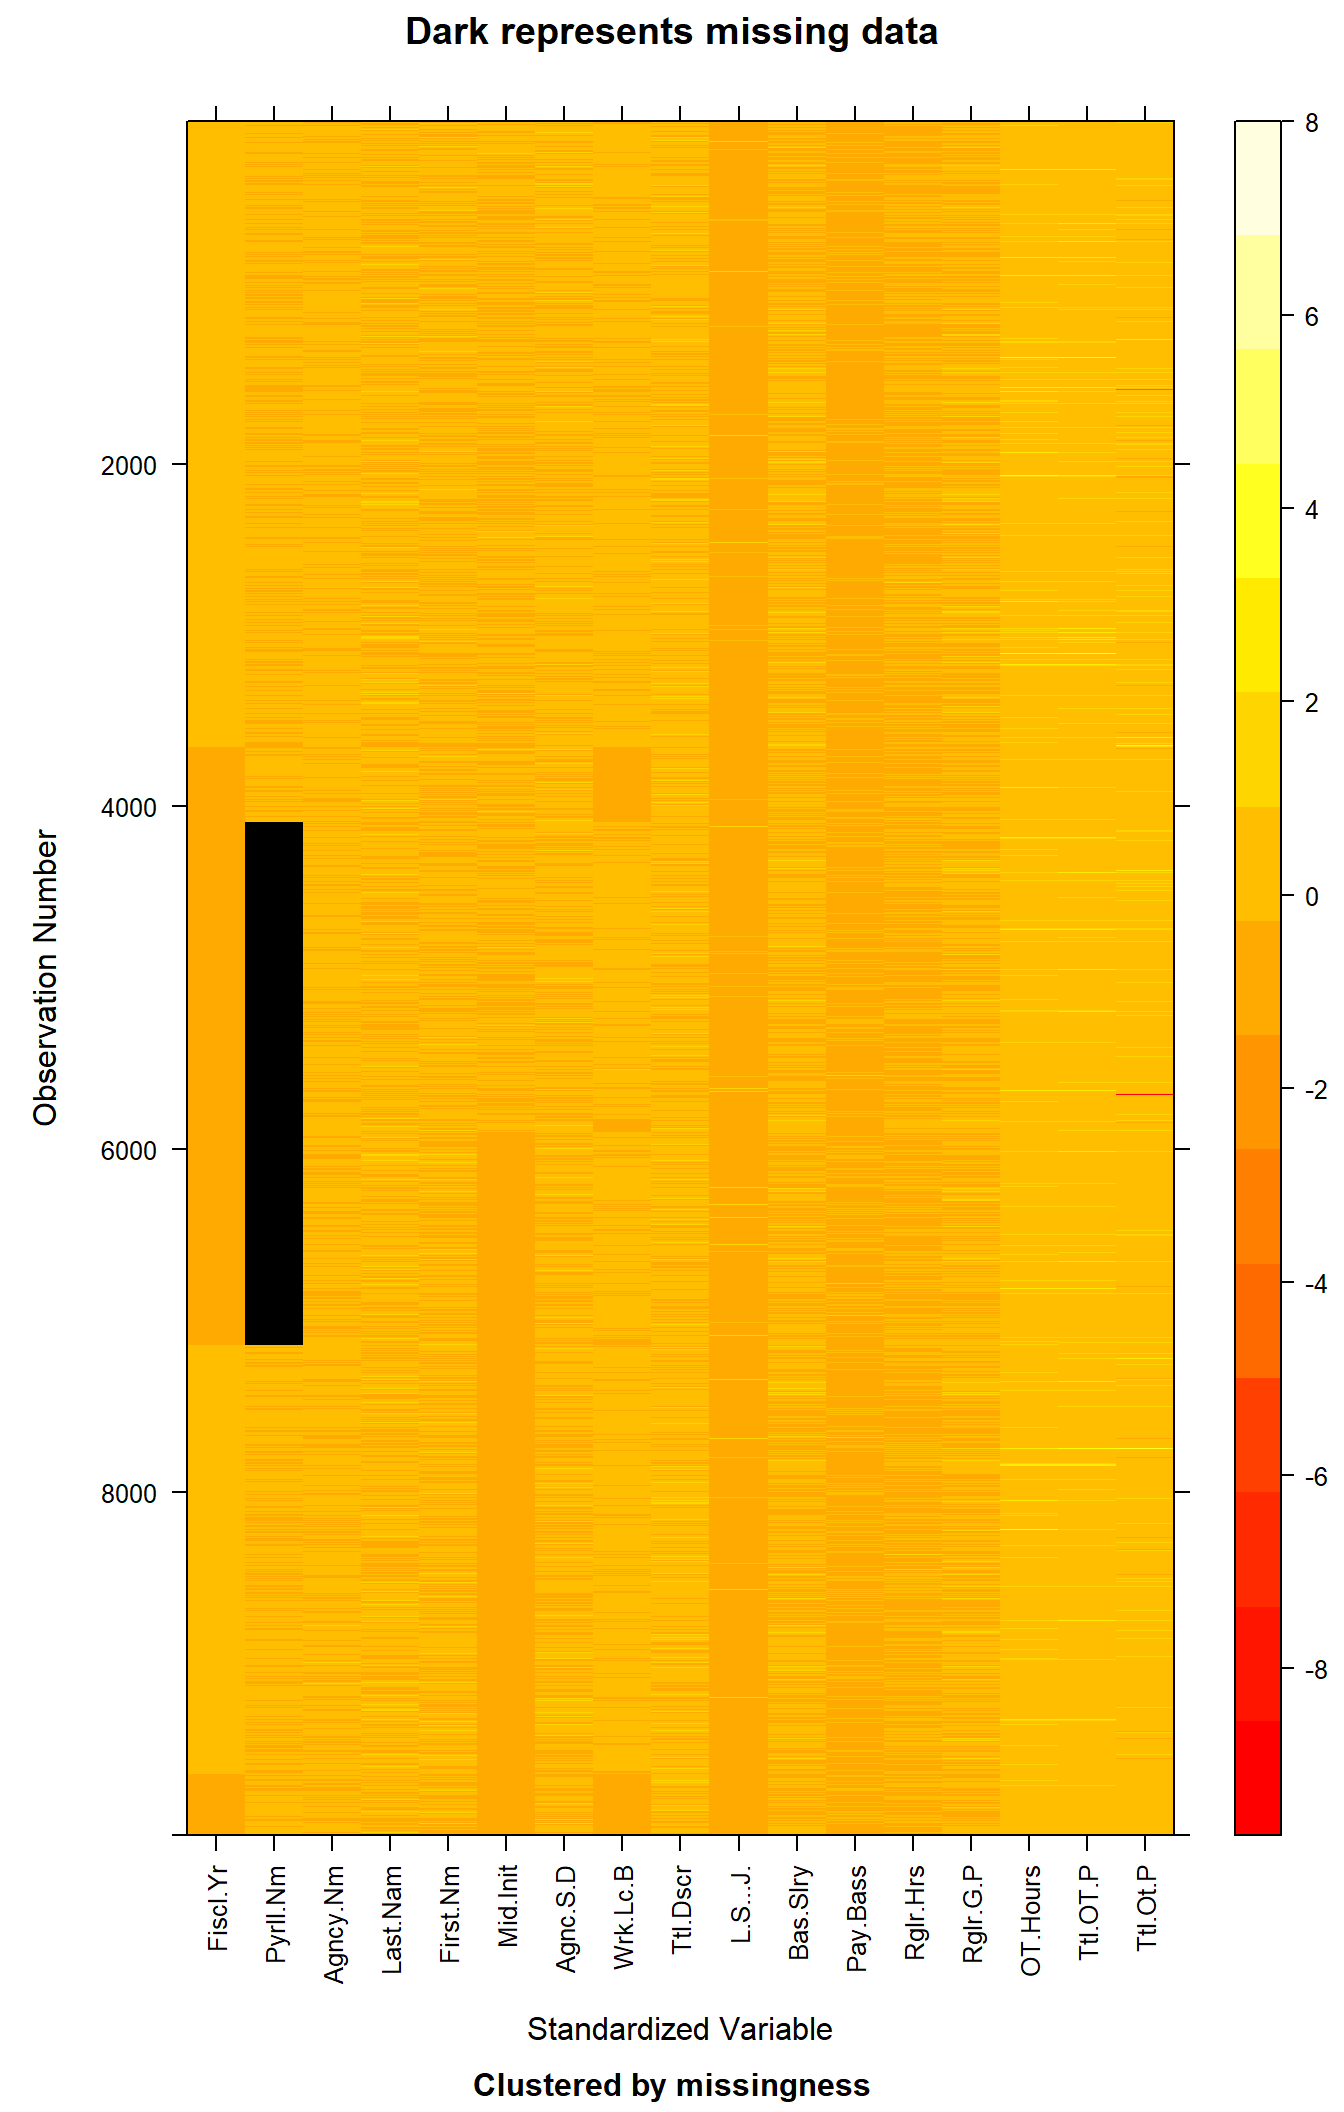 Dark represents missing data
8
6
4
2
0
-2
-4
-6
-8
2000
4000
6000
8000
Observation Number
Fiscl.Yr
Pyrll.Nm
Agncy.Nm
Last.Nam
First.Nm
Mid.Init
Agnc.S.D
Wrk.Lc.B
Ttl.Dscr
L.S...J.
Bas.Slry
Pay.Bass
Rglr.Hrs
Rglr.G.P
OT.Hours
Ttl.OT.P
Ttl.Ot.P
Standardized Variable
Clustered by missingness